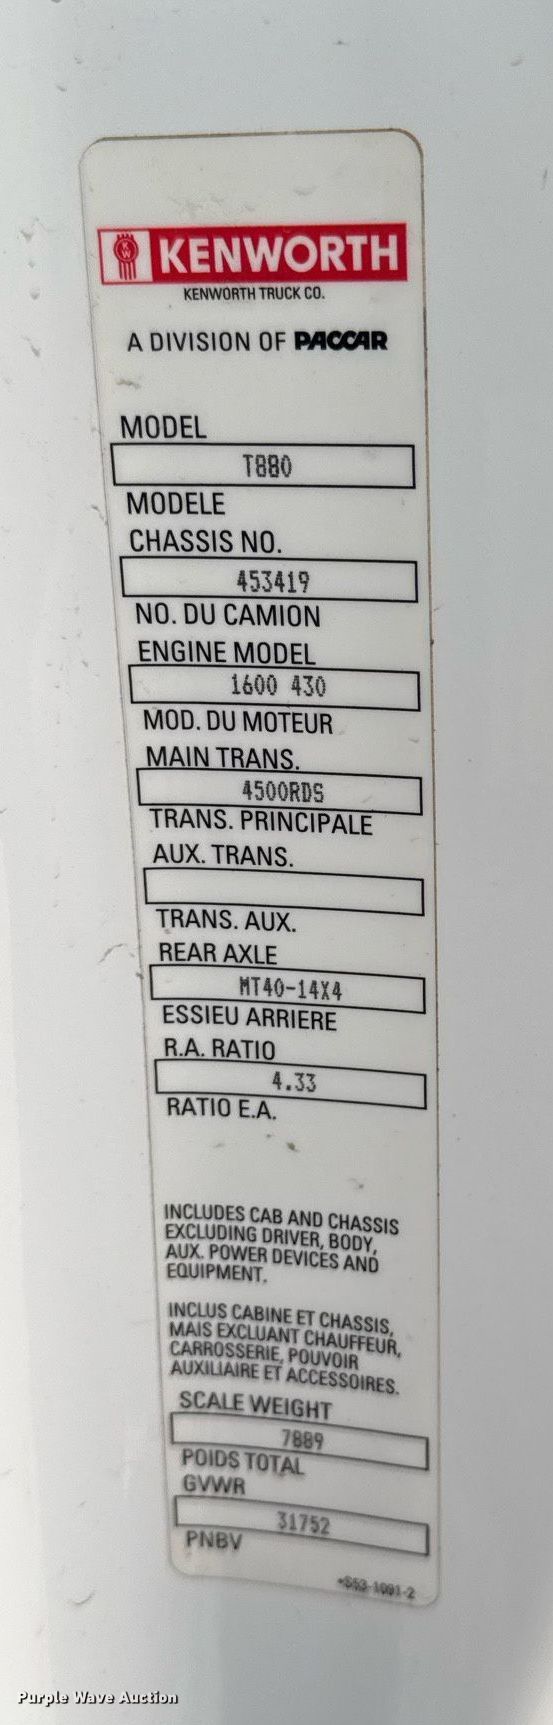 KW
KENWORTH
KENWORTH TRUCK CO.
A DIVISION OF PACCAR
MODEL
T880
MODELE
CHASSIS NO.
453419
NO. DU CAMION
ENGINE MODEL
1600 430
MOD. DU MOTEUR
MAIN TRANS.
4500RDS
TRANS. PRINCIPALE
AUX. TRANS.
TRANS. AUX.
REAR AXLE
MT40-14X4
ESSIEU ARRIERE
R.A. RATIO
4.33
RATIO E.A.
INCLUDES CAB AND CHASSIS
EXCLUDING DRIVER, BODY,
AUX. POWER DEVICES AND
EQUIPMENT.
INCLUS CABINE ET CHASSIS,
MAIS EXCLUANT CHAUFFEUR,
CARROSSERIE, POUVOIR
AUXILIAIRE ET ACCESSOIRES.
SCALE WEIGHT
7889
POIDS TOTAL
GVWR
31752
PNBV
*S53-1091-2
Purple Wave Auction